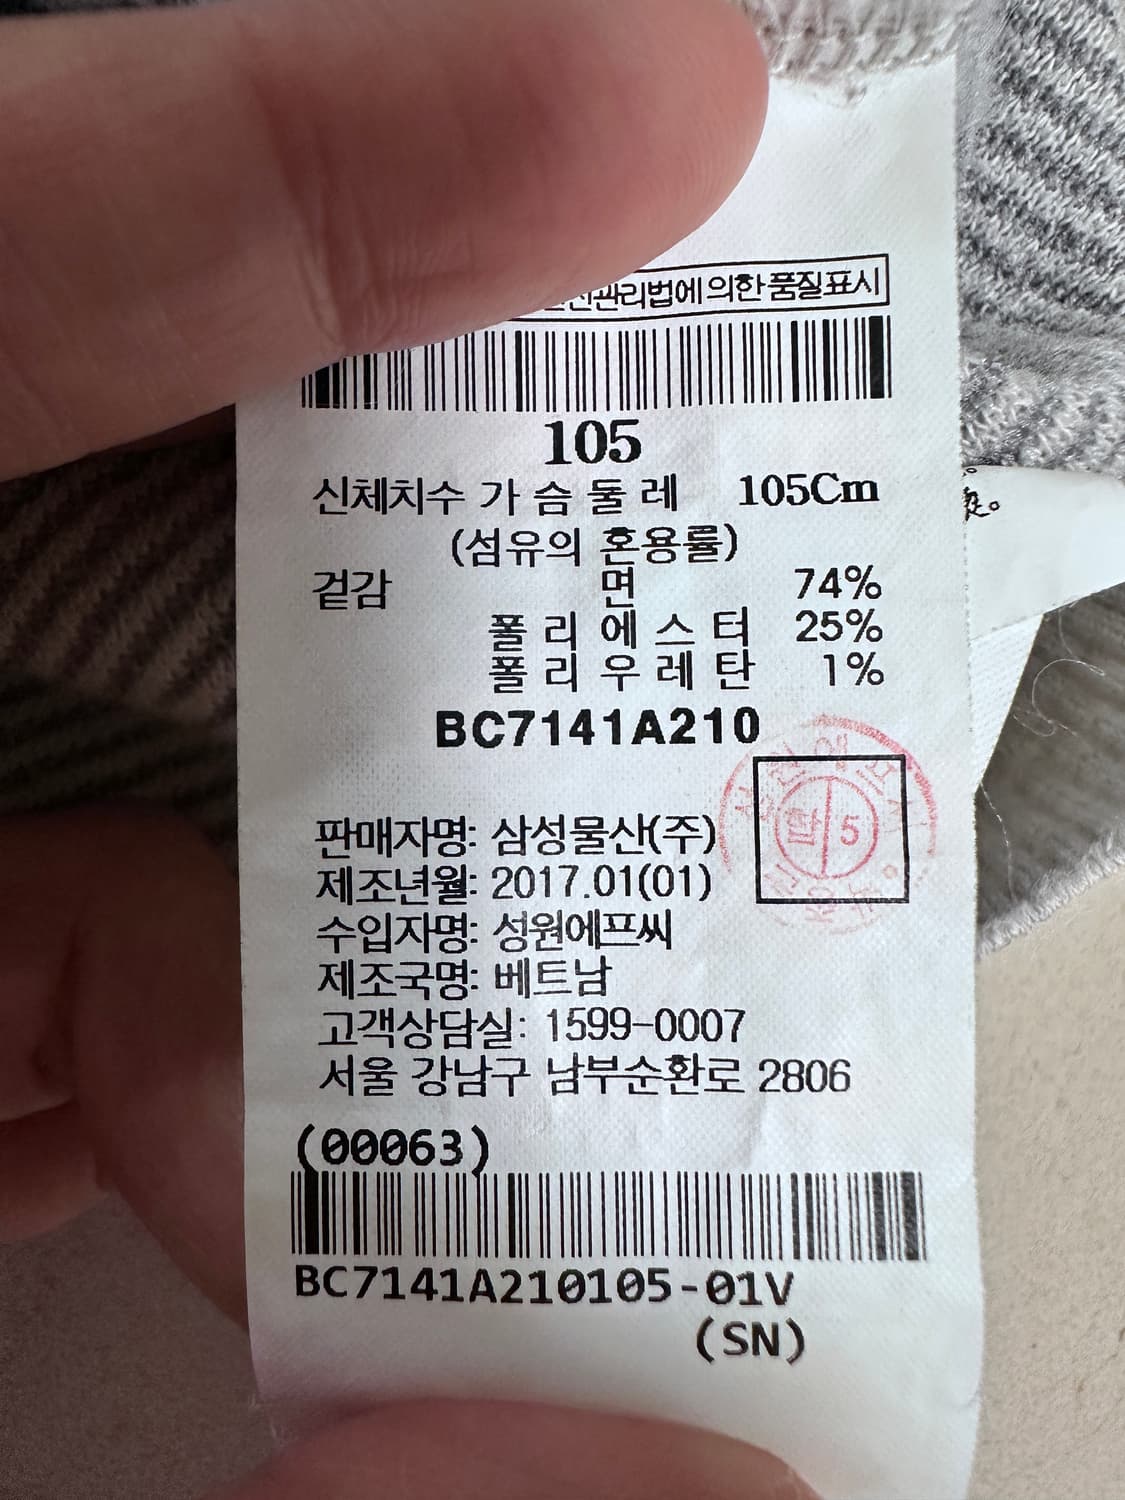 관리법에 의한 품질표시
105
신체치수 가 슴 둘 레 105Cm
(섬유의 혼용률)
겉감 면 74%
폴 리 에 스 터 25%
폴 리 우 레 탄 1%
BC7141A210
합 5
판매자명: 삼성물산(주)
제조년월: 2017.01(01)
수입자명: 성원에프씨
제조국명: 베트남
고객상담실: 1599-0007
서울 강남구 남부순환로 2806
(00063)
BC7141A210105-01V
(SN)